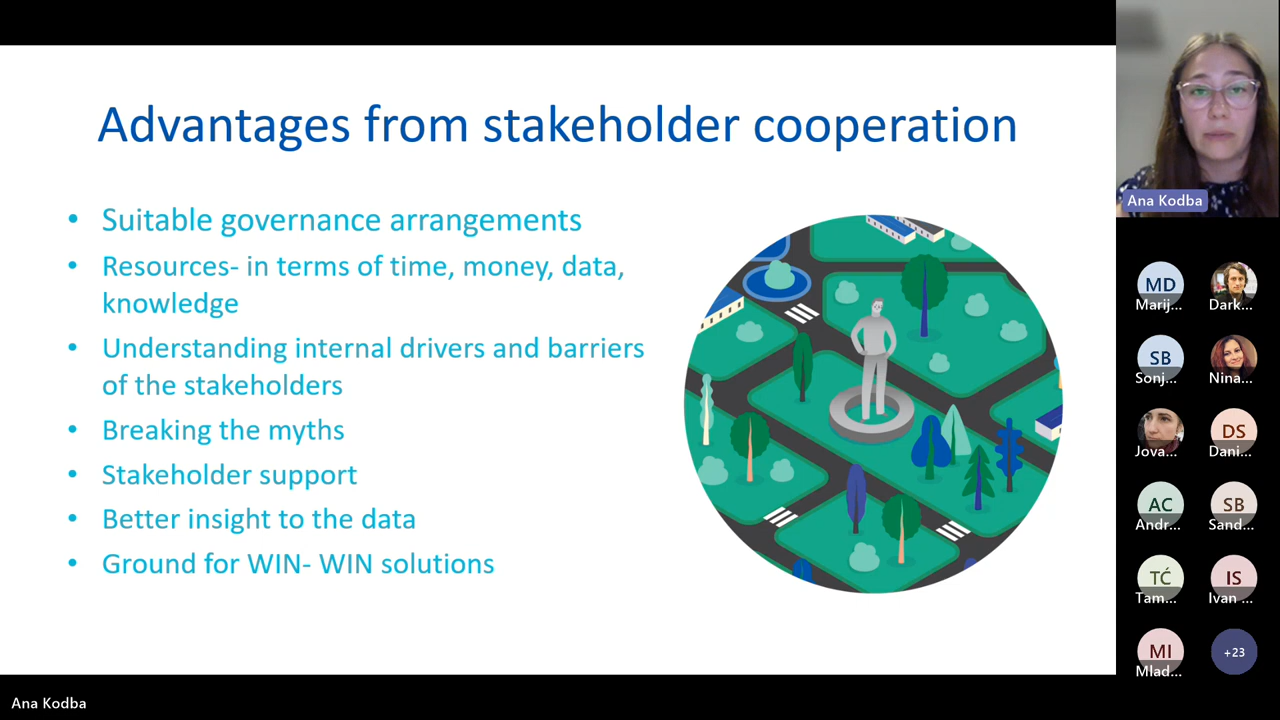 Advantages from stakeholder cooperation
• Suitable governance arrangements
• Resources- in terms of time, money, data,
knowledge
• Understanding internal drivers and barriers
of the stakeholders
• Breaking the myths
• Stakeholder support
• Better insight to the data
• Ground for WIN- WIN solutions
Ana Kodba
MD
Marij...
Dark...
SB
Sonj...
Nina...
Jova...
DS
Dani...
AC
Andr...
SB
Sand...
TĆ
Tam...
IS
Ivan ...
MI
Mlad...
+23
Ana Kodba